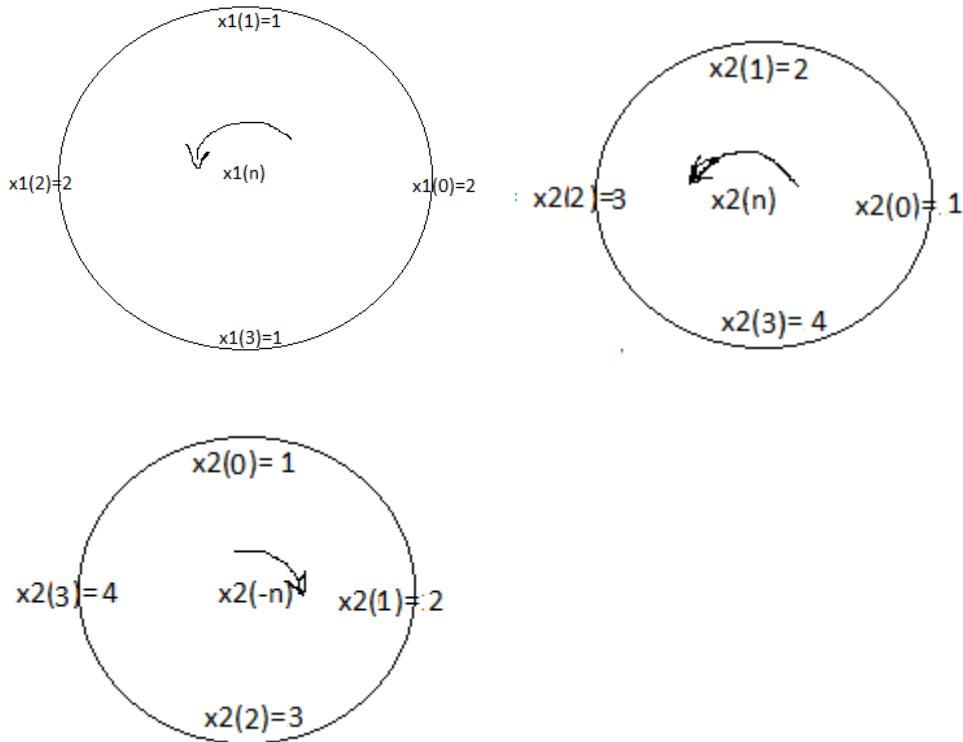 x1(1)=1
x1(2)=2
x1(n)
x1(0)=2
x1(3)=1
x2(1)=2
x2(2)=3
x2(n)
x2(0)= 1
x2(3)= 4
x2(0)= 1
x2(3)=4
x2(-n)
x2(1)=2
x2(2)=3